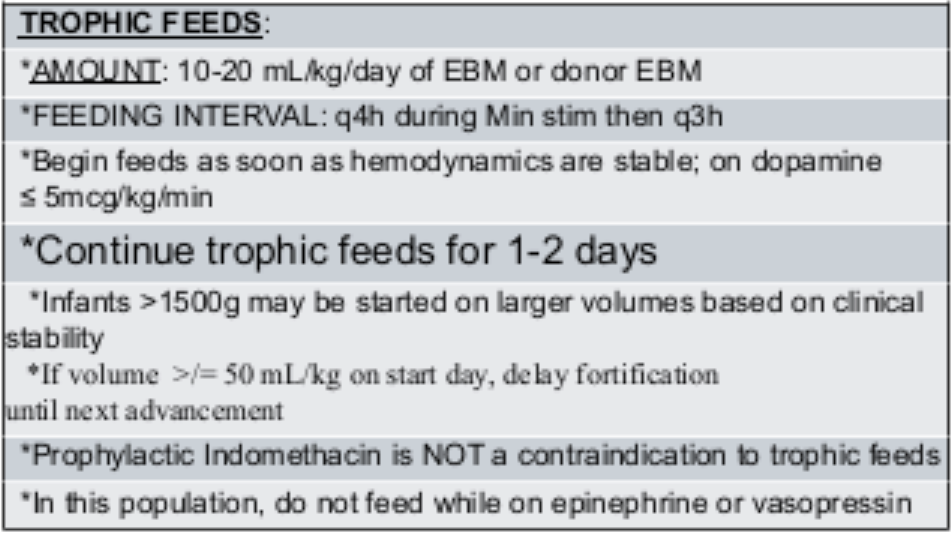 TROPHIC FEEDS:
*AMOUNT: 10-20 mL/kg/day of EBM or donor EBM
*FEEDING INTERVAL: q4h during Min stim then q3h
*Begin feeds as soon as hemodynamics are stable; on dopamine
≤ 5mcg/kg/min
*Continue trophic feeds for 1-2 days
*Infants >1500g may be started on larger volumes based on clinical
stability
*If volume >/= 50 mL/kg on start day, delay fortification
until next advancement
*Prophylactic Indomethacin is NOT a contraindication to trophic feeds
*In this population, do not feed while on epinephrine or vasopressin